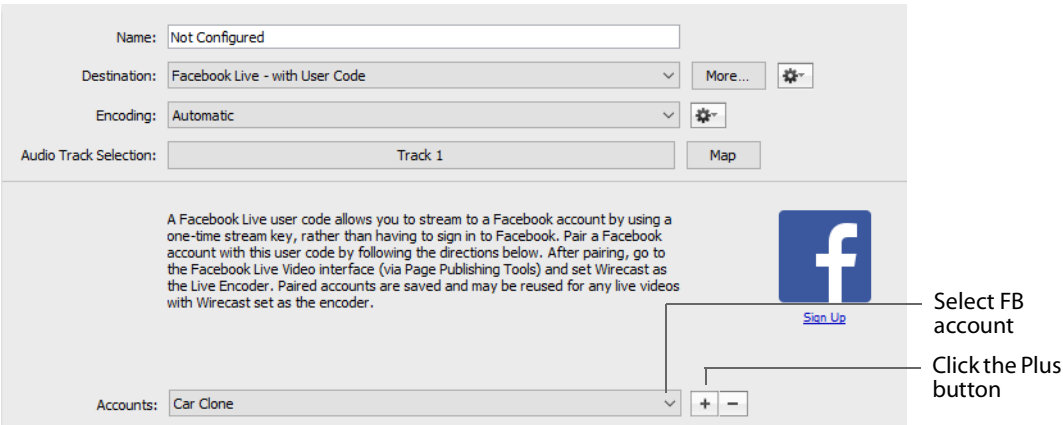 Name: Not Configured
Destination: Facebook Live - with User Code More...
Encoding: Automatic
Audio Track Selection: Track 1 Map
A Facebook Live user code allows you to stream to a Facebook account by using a
one-time stream key, rather than having to sign in to Facebook. Pair a Facebook
account with this user code by following the directions below. After pairing, go to
the Facebook Live Video interface (via Page Publishing Tools) and set Wirecast as
the Live Encoder. Paired accounts are saved and may be reused for any live videos
with Wirecast set as the encoder.
f
Sign Up
Select FB
account
Click the Plus
button
Accounts: Car Clone + -